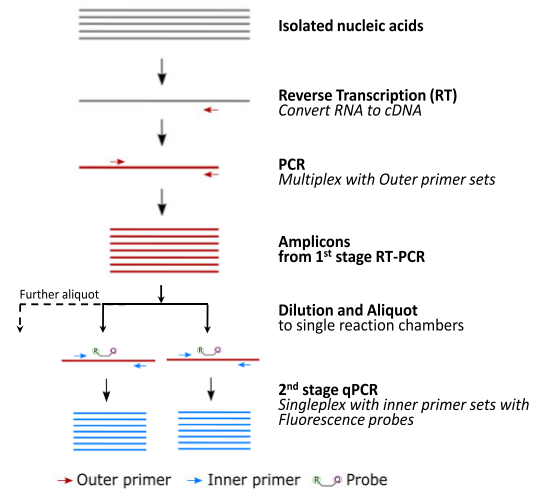 Isolated nucleic acids
Reverse Transcription (RT)
Convert RNA to cDNA
PCR
Multiplex with Outer primer sets
Amplicons
from 1st stage RT-PCR
Further aliquot
Dilution and Aliquot
to single reaction chambers
R Q R Q
2nd stage qPCR
Singleplex with inner primer sets with
Fluorescence probes
Outer primer Inner primer R Q Probe